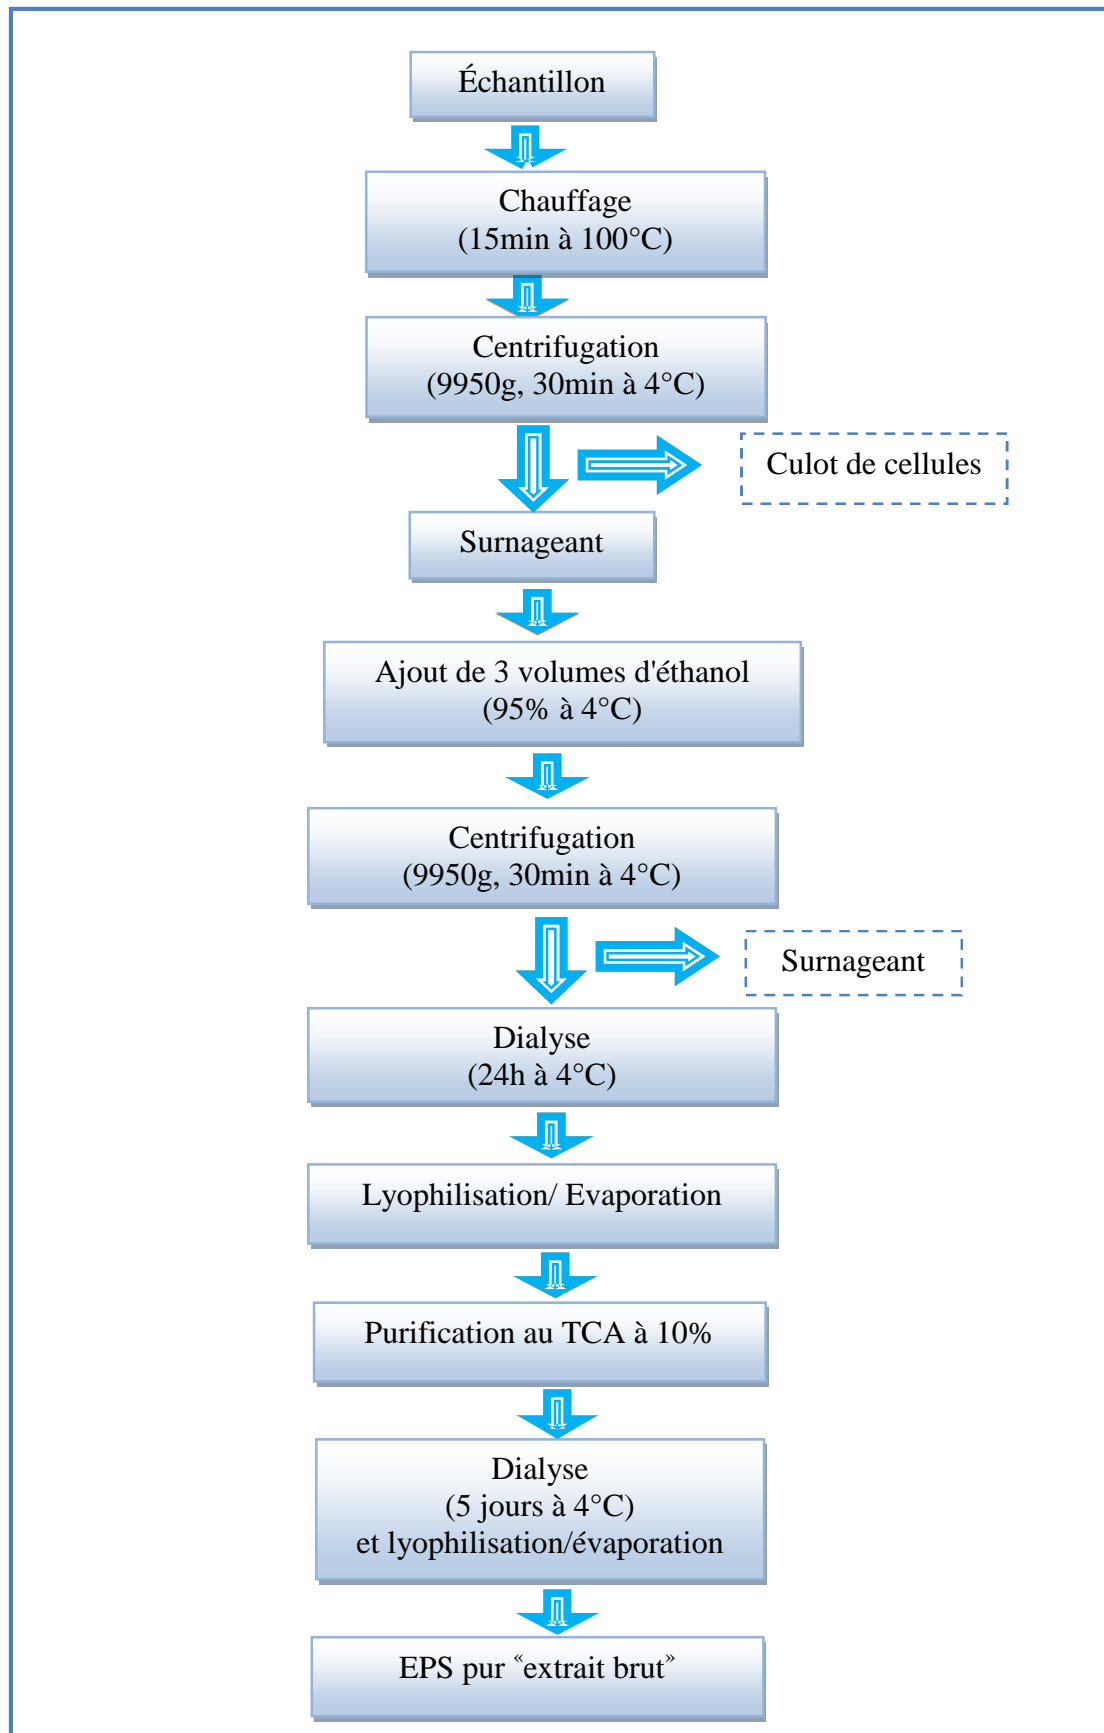 Échantillon
Chauffage
(15min à 100°C)
Centrifugation
(9950g, 30min à 4°C)
Culot de cellules
Surnageant
Ajout de 3 volumes d'éthanol
(95% à 4°C)
Centrifugation
(9950g, 30min à 4°C)
Surnageant
Dialyse
(24h à 4°C)
Lyophilisation/ Evaporation
Purification au TCA à 10%
Dialyse
(5 jours à 4°C)
et lyophilisation/évaporation
EPS pur “extrait brut”